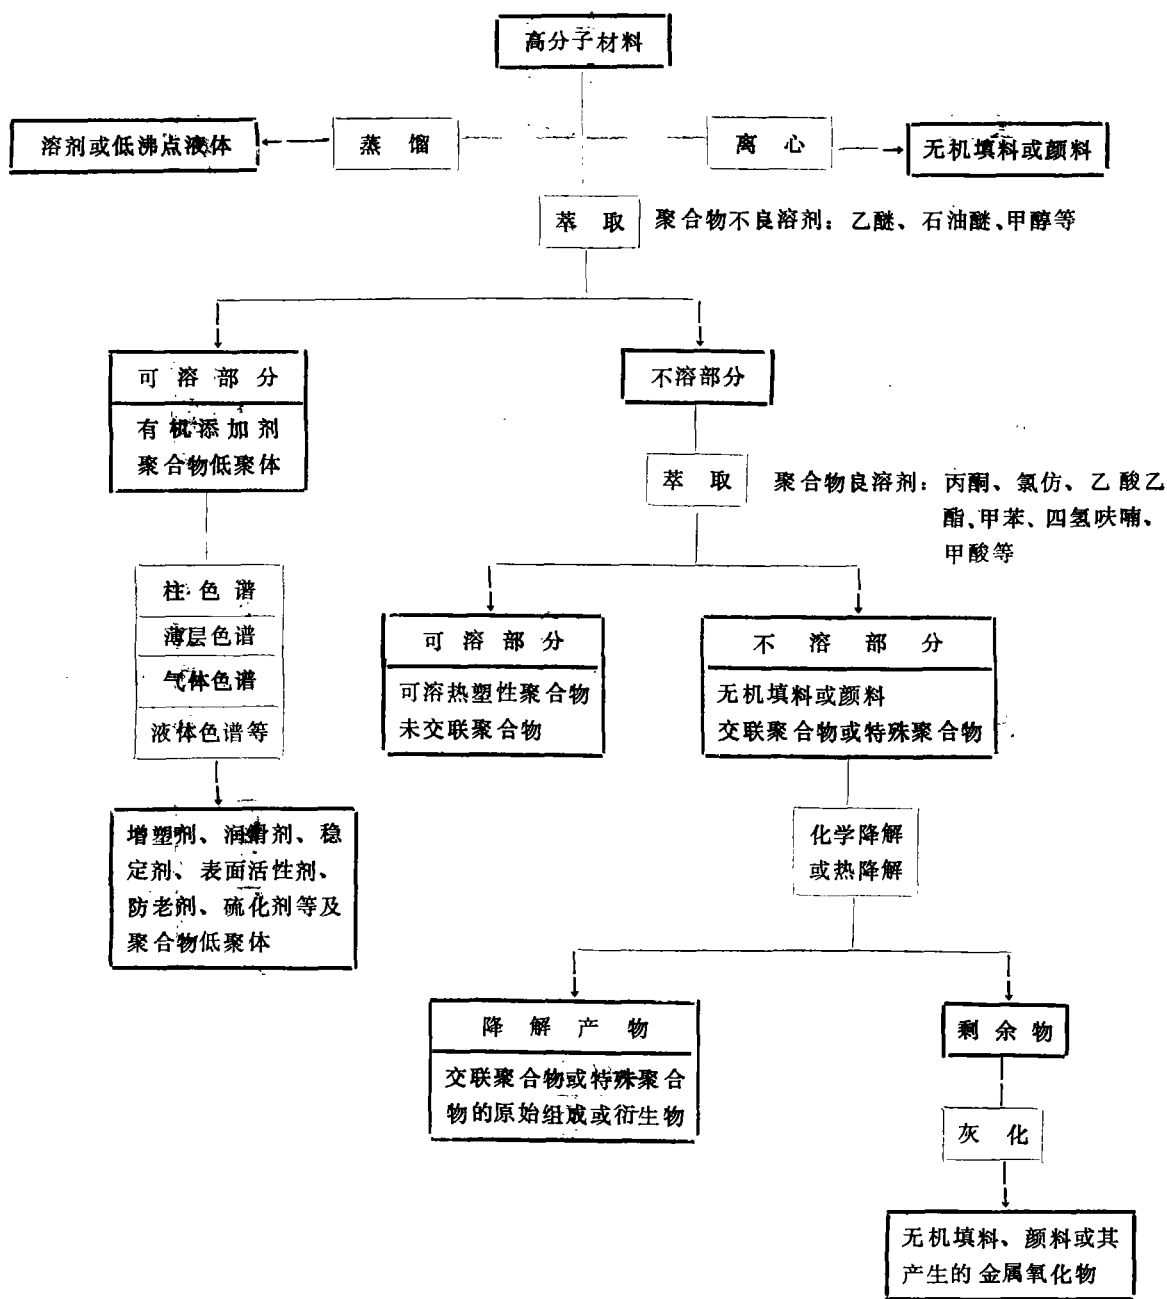 高分子材料
溶剂或低沸点液体
蒸馏
离心
无机填料或颜料
萃取
聚合物不良溶剂：乙醚、石油醚、甲醇等
可溶部分
有机添加剂
聚合物低聚体
不溶部分
萃取
聚合物良溶剂：丙酮、氯仿、乙酸乙
酯、甲苯、四氢呋喃、
甲酸等
柱色谱
薄层色谱
气体色谱
液体色谱等
可溶部分
可溶热塑性聚合物
未交联聚合物
不溶部分
无机填料或颜料
交联聚合物或特殊聚合物
增塑剂、润滑剂、稳
定剂、表面活性剂、
防老剂、硫化剂等及
聚合物低聚体
化学降解
或热降解
降解产物
交联聚合物或特殊聚合
物的原始组成或衍生物
剩余物
灰化
无机填料、颜料或其
产生的金属氧化物